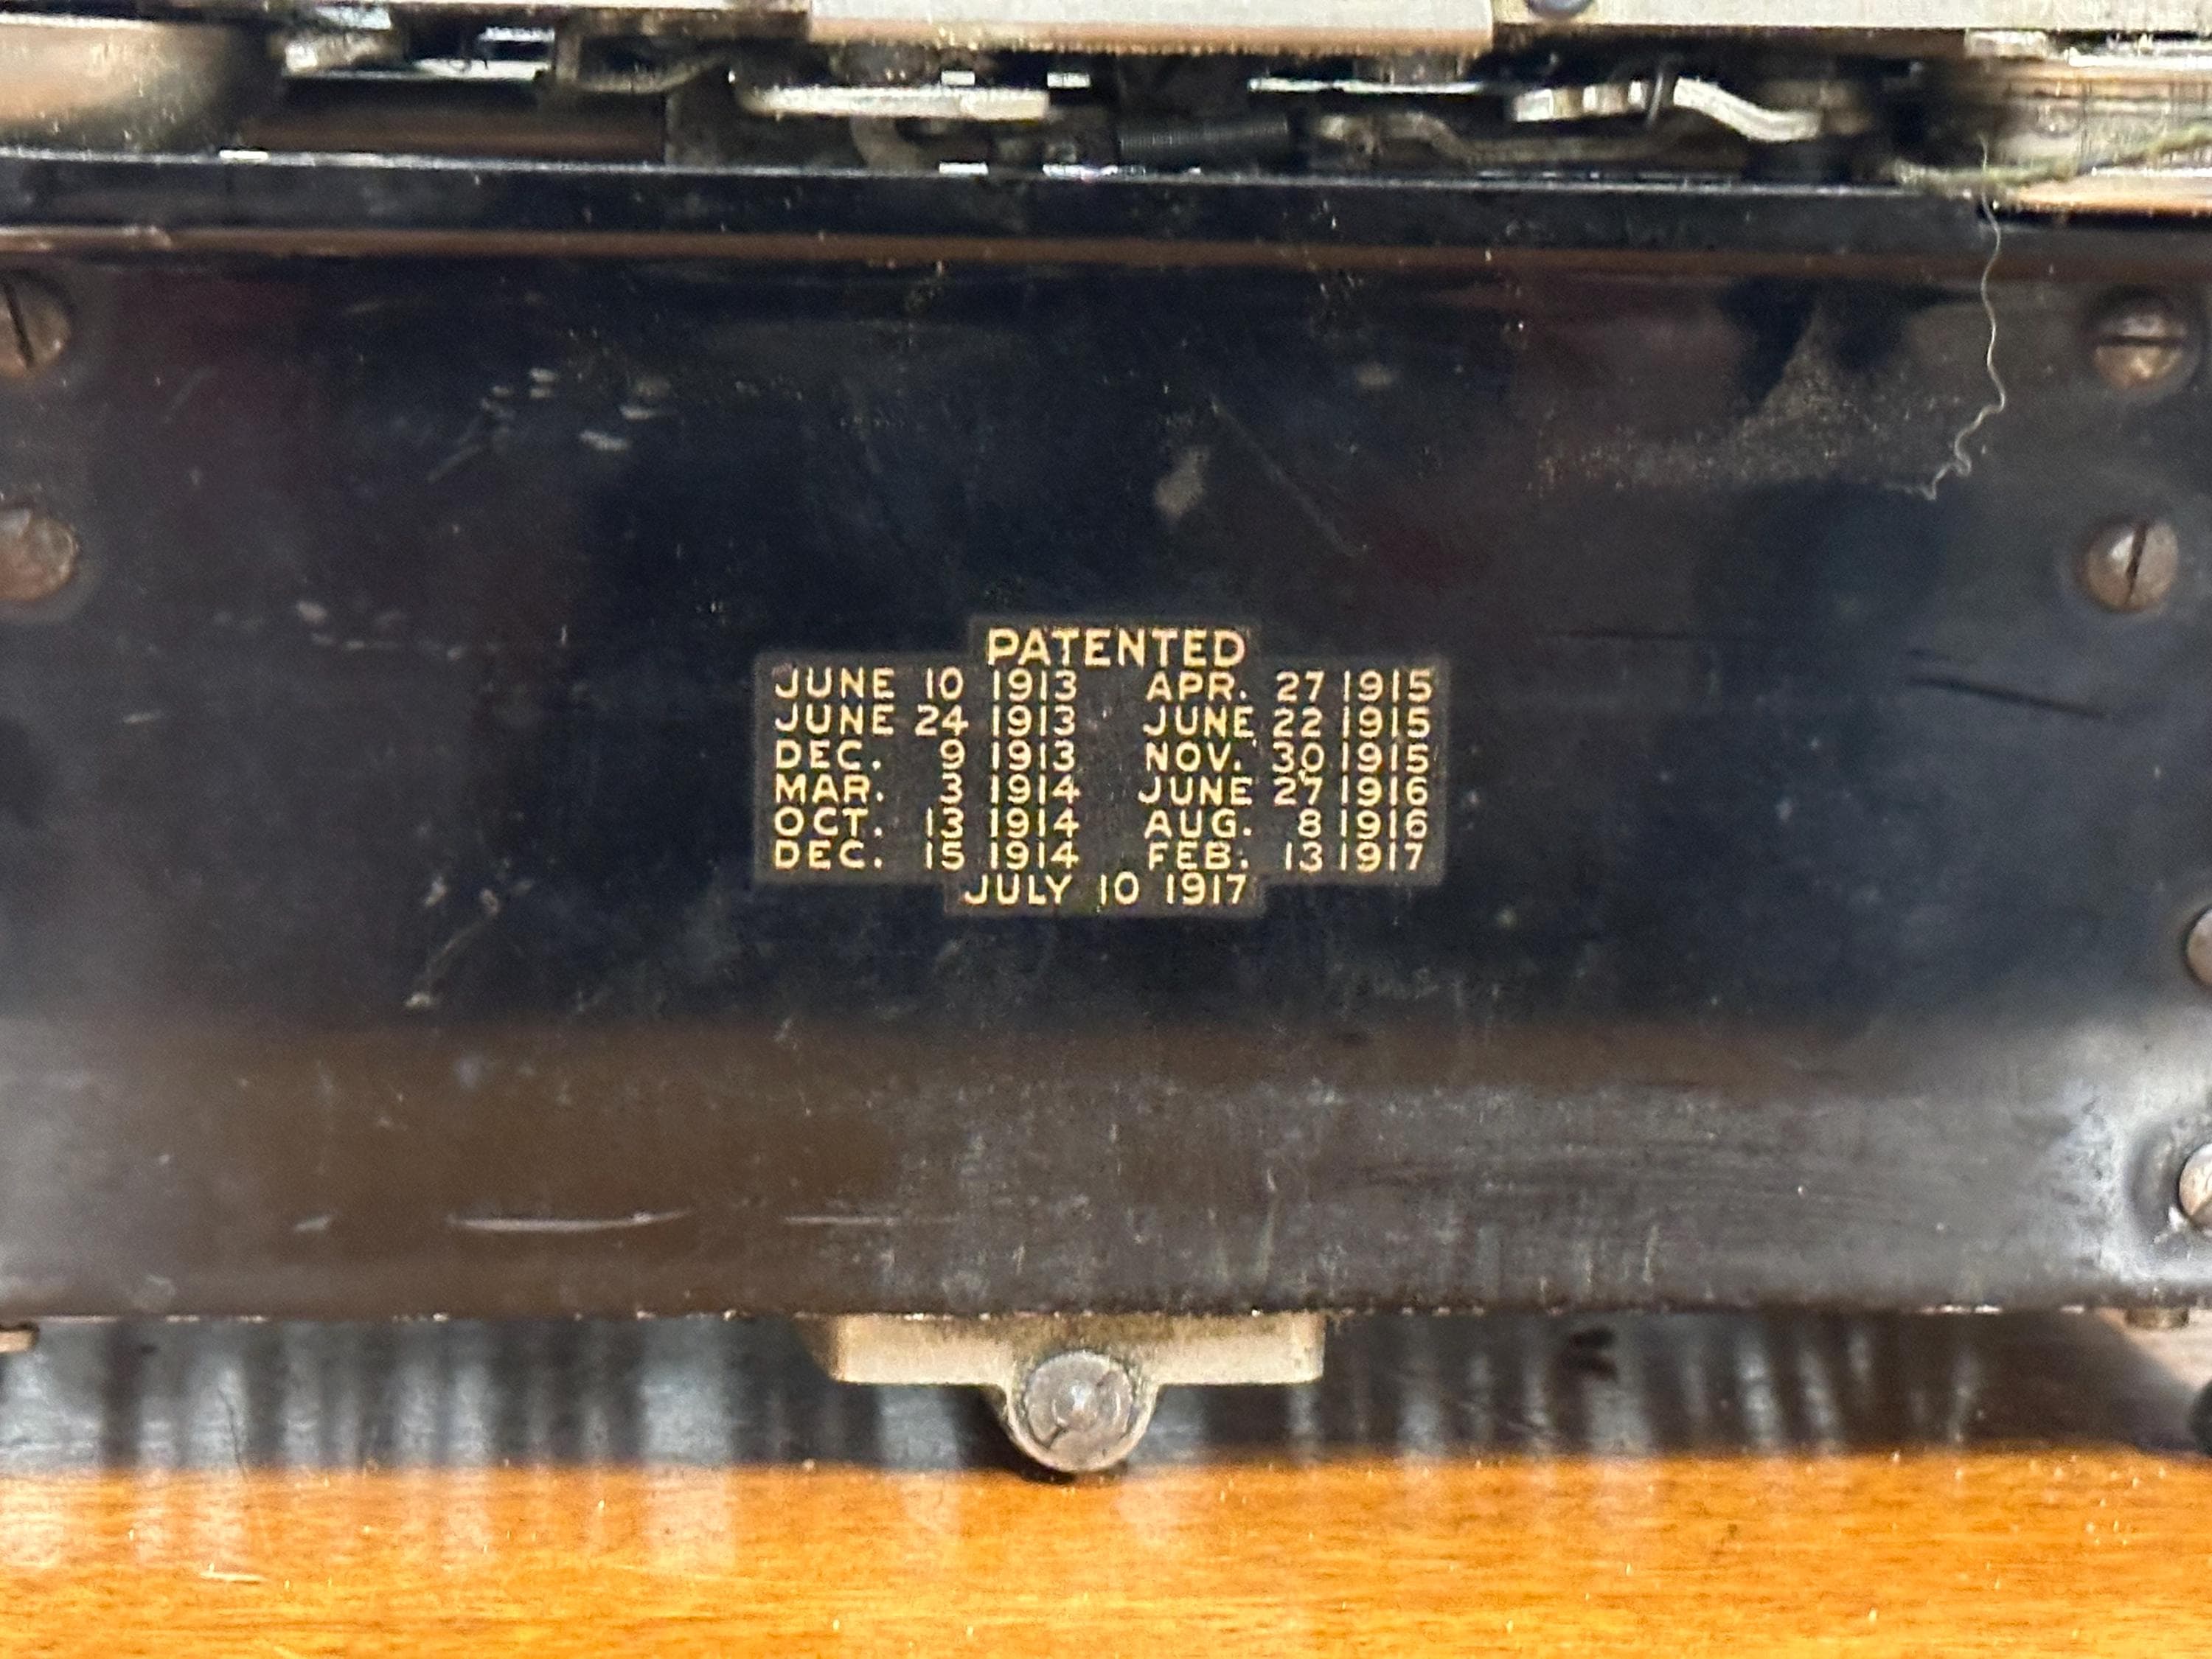 PATENTED
JUNE 10 1913 APR. 27 1915
JUNE 24 1913 JUNE 22 1915
DEC. 9 1913 NOV. 30 1915
MAR. 3 1914 JUNE 27 1916
OCT. 13 1914 AUG. 8 1916
DEC. 15 1914 FEB. 13 1917
JULY 10 1917